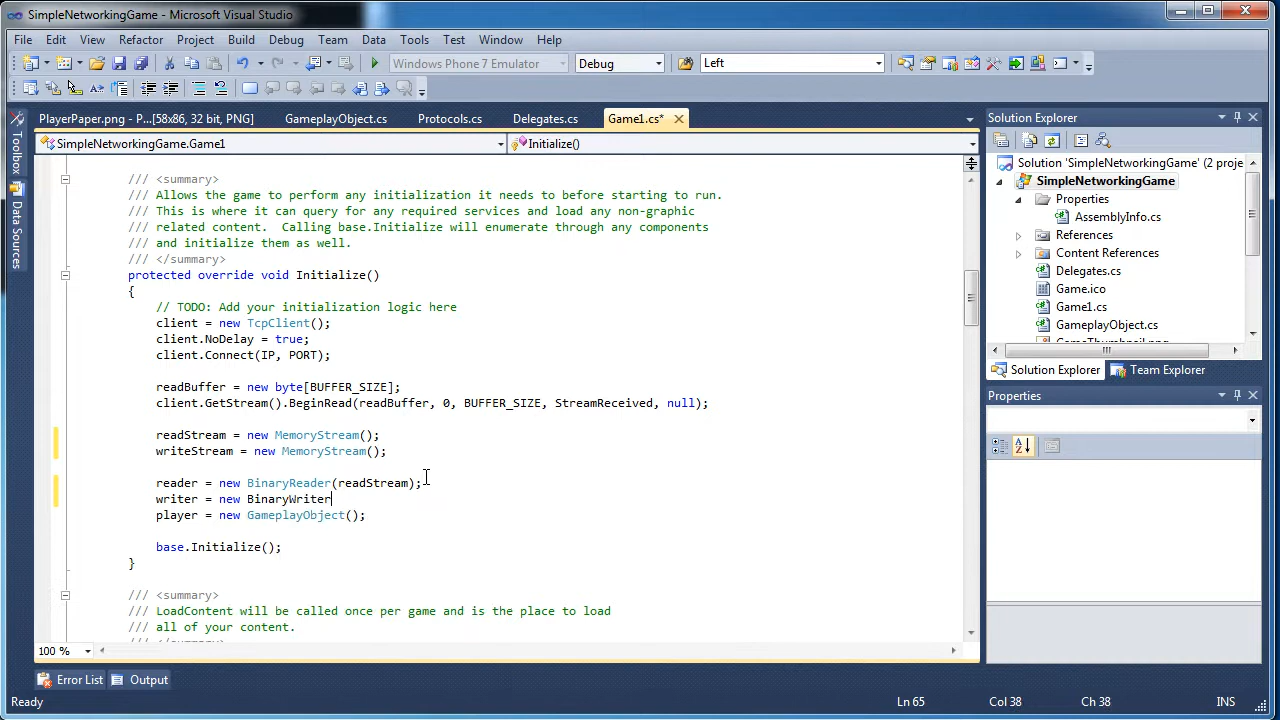 SimpleNetworkingGame - Microsoft Visual Studio
File Edit View Refactor Project Build Debug Team Data Tools Test Window Help
Windows Phone 7 Emulator Debug Left
PlayerPaper.png - P...[58x86, 32 bit, PNG] GameplayObject.cs Protocols.cs Delegates.cs Game1.cs*
SimpleNetworkingGame.Game1 Initialize()
Toolbox
Data Sources
/// <summary>
/// Allows the game to perform any initialization it needs to before starting to run.
/// This is where it can query for any required services and load any non-graphic
/// related content.  Calling base.Initialize will enumerate through any components
/// and initialize them as well.
/// </summary>
protected override void Initialize()
{
// TODO: Add your initialization logic here
client = new TcpClient();
client.NoDelay = true;
client.Connect(IP, PORT);
readBuffer = new byte[BUFFER_SIZE];
client.GetStream().BeginRead(readBuffer, 0, BUFFER_SIZE, StreamReceived, null);
readStream = new MemoryStream();
writeStream = new MemoryStream();
reader = new BinaryReader(readStream);
writer = new BinaryWriter
player = new GameplayObject();
base.Initialize();
}
/// <summary>
/// LoadContent will be called once per game and is the place to load
/// all of your content.
100 %
Solution Explorer
Solution 'SimpleNetworkingGame' (2 proje
SimpleNetworkingGame
Properties
AssemblyInfo.cs
References
Content References
Delegates.cs
Game.ico
Game1.cs
GameplayObject.cs
GameThumbnail.png
Solution Explorer Team Explorer
Properties
Error List Output
Ready Ln 65 Col 38 Ch 38 INS